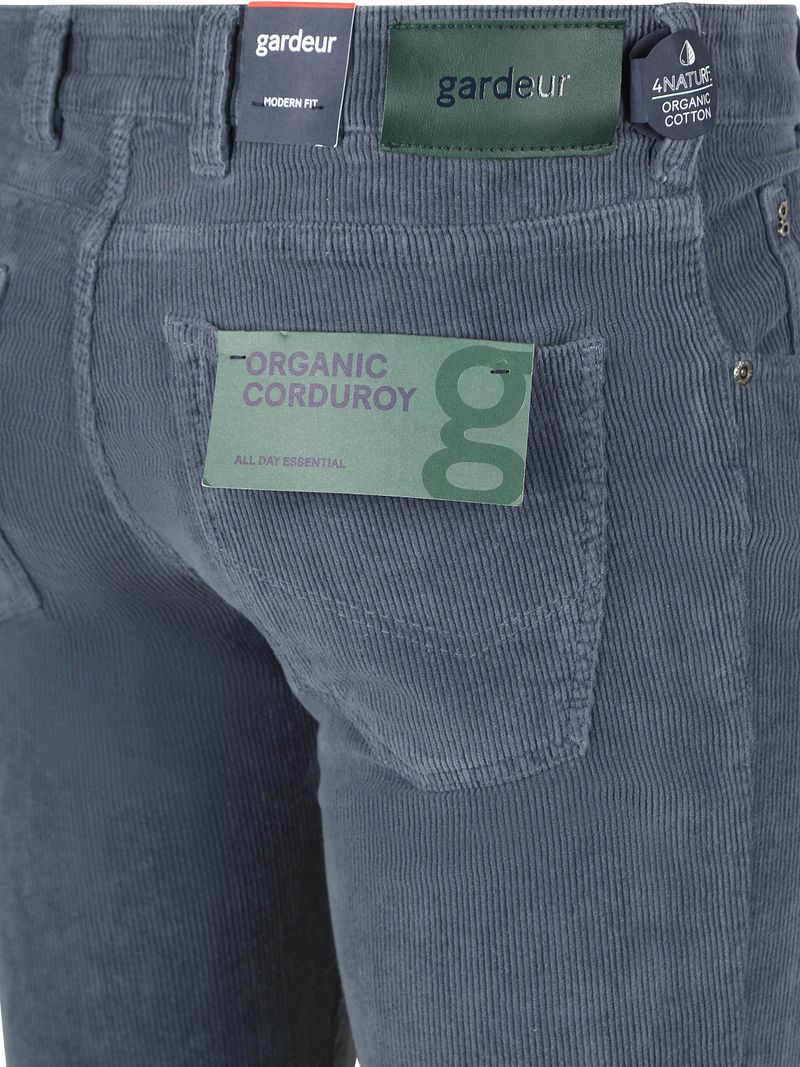 gardeur
MODERN FIT
gardeur
4NATURE
ORGANIC
COTTON
ORGANIC
CORDUROY
g
ALL DAY ESSENTIAL